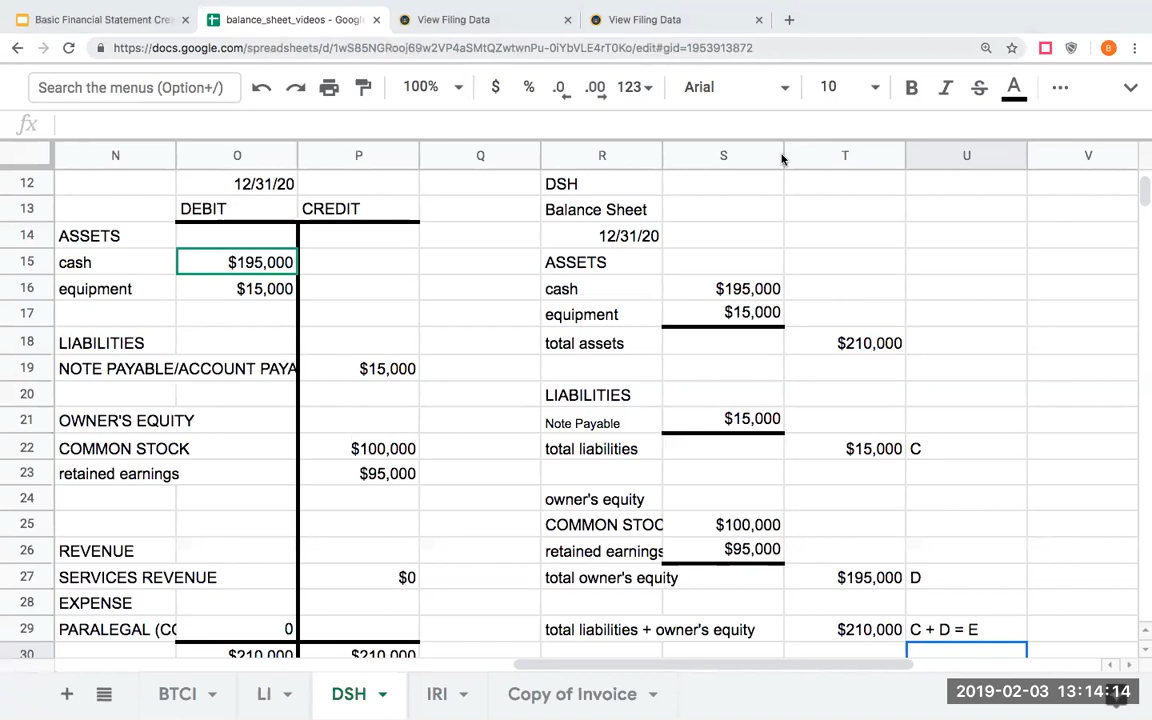 Basic Financial Statement Cre
balance_sheet_videos - Google
View Filing Data
View Filing Data
https://docs.google.com/spreadsheets/d/1wS85NGRooj69w2VP4aSMtQZwtwnPu-0iYbVLE4rT0Ko/edit#gid=1953913872
B
Search the menus (Option+/)
100% $ % .0 .00 123 Arial 10 B I S A
fx
N O P Q R S T U V
12 12/31/20 DSH
13 DEBIT CREDIT Balance Sheet
14 ASSETS 12/31/20
15 cash $195,000 ASSETS
16 equipment $15,000 cash $195,000
17 equipment $15,000
18 LIABILITIES total assets $210,000
19 NOTE PAYABLE/ACCOUNT PAYA $15,000
20 LIABILITIES
21 OWNER'S EQUITY Note Payable $15,000
22 COMMON STOCK $100,000 total liabilities $15,000 C
23 retained earnings $95,000
24 owner's equity
25 COMMON STOC $100,000
26 REVENUE retained earnings $95,000
27 SERVICES REVENUE $0 total owner's equity $195,000 D
28 EXPENSE
29 PARALEGAL (CO 0 total liabilities + owner's equity $210,000 C + D = E
30 $210,000 $210,000
BTCI LI DSH IRI Copy of Invoice
2019-02-03 13:14:14